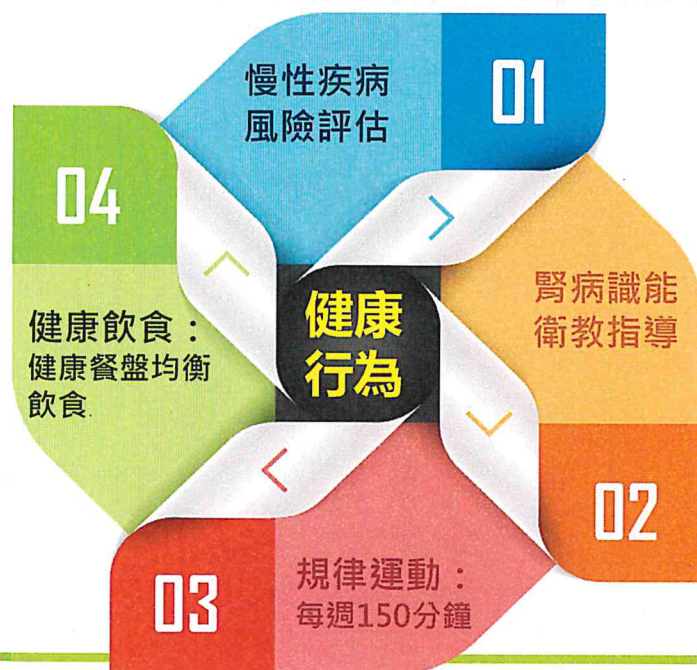 慢性疾病
風險評估
01
腎病識能
衛教指導
02
規律運動：
每週150分鐘
03
健康飲食：
健康餐盤均衡
飲食.
04
健康
行為